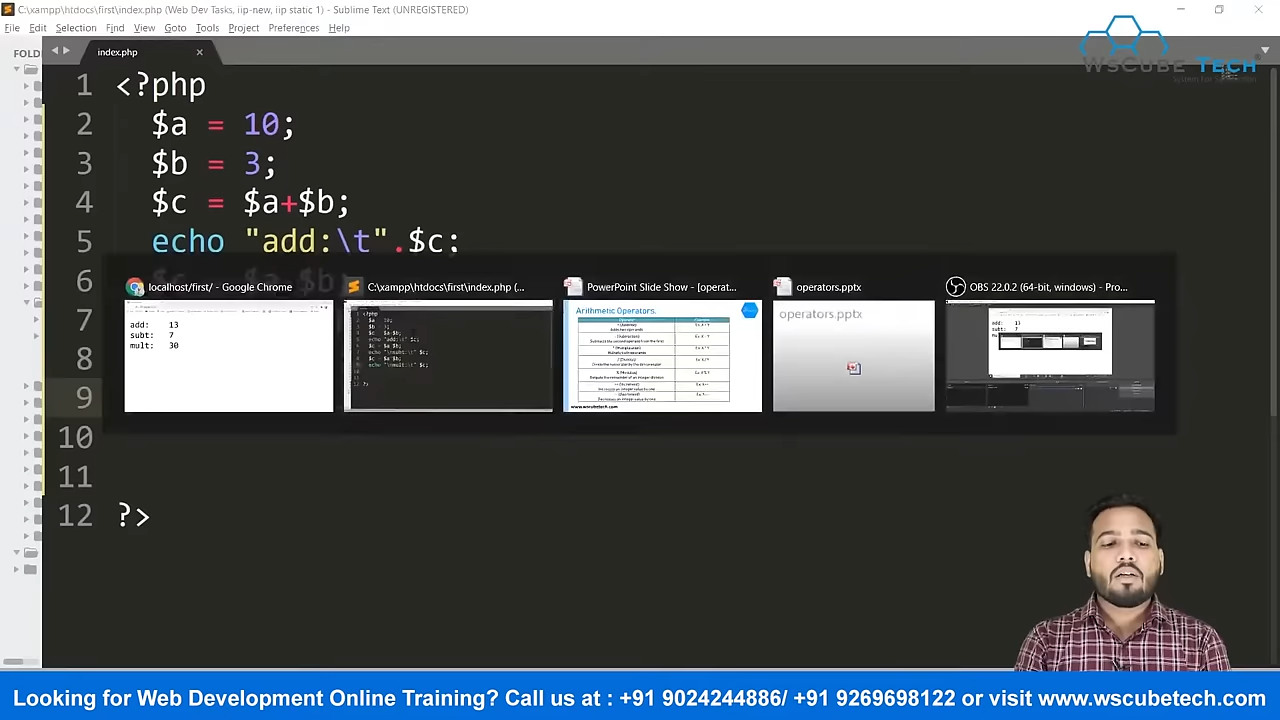 C:\xampp\htdocs\first\index.php (Web Dev Tasks, iip-new, iip static 1) - Sublime Text (UNREGISTERED)
File Edit Selection Find View Goto Tools Project Preferences Help
FOLD
index.php
WsCube Tech
1 <?php
2 $a = 10;
3 $b = 3;
4 $c = $a+$b;
5 echo "add:\t".$c;
6 $c = $a-$b;
7
8
9
10
11
12 ?>
localhost/first/ - Google Chrome
C:\xampp\htdocs\first\index.php (...
PowerPoint Slide Show - [operat...
operators.pptx
OBS 22.0.2 (64-bit, windows) - Pro...
add: 13
subt: 7
mult: 30
Arithmetic Operators.
www.wscubetech.com
operators.pptx
Looking for Web Development Online Training? Call us at : +91 9024244886/ +91 9269698122 or visit www.wscubetech.com